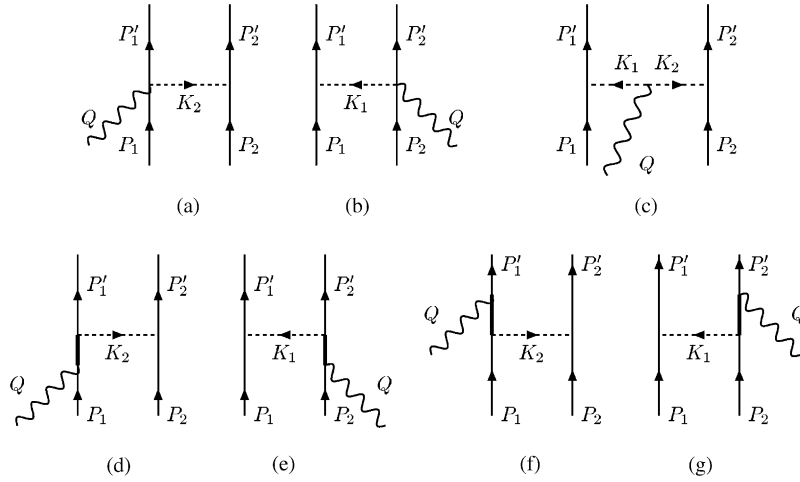 P′₁ P′₂ P′₁ P′₂ P′₁ P′₂
K₁ K₂
K₂ K₁
Q Q
P₁ P₂ P₁ P₂ P₁ Q P₂
(a) (b) (c)
P′₁ P′₂ P′₁ P′₂ P′₁ P′₂ P′₁ P′₂
Q Q
K₂ K₁ K₂ K₁
Q Q
P₁ P₂ P₁ P₂ P₁ P₂ P₁ P₂
(d) (e) (f) (g)